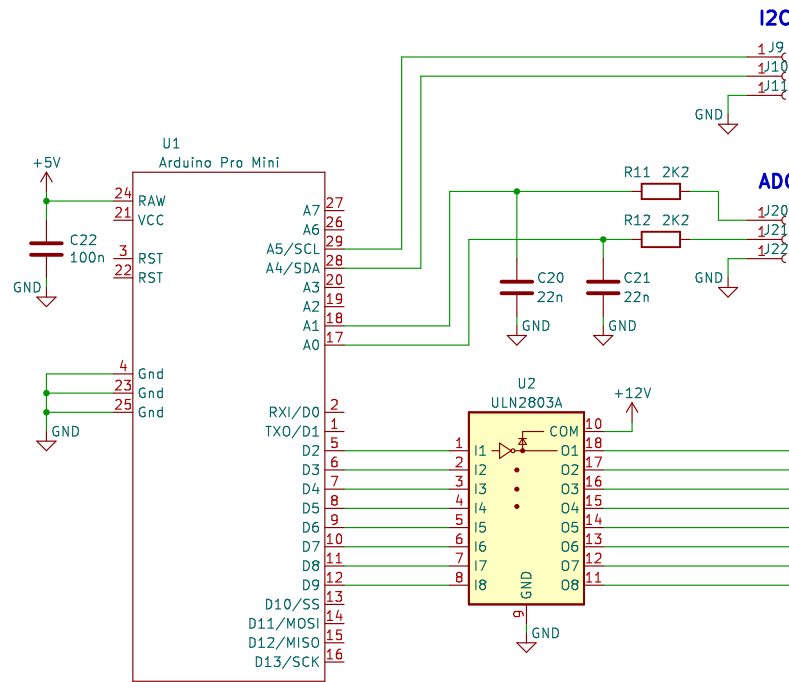 I2C
1 J9
1 J10
1 J11
GND
U1
Arduino Pro Mini
+5V
24 RAW
21 VCC
3 RST
22 RST
C22
100n
GND
4 Gnd
23 Gnd
25 Gnd
GND
A7 27
A6 26
A5/SCL 29
A4/SDA 28
A3 20
A2 19
A1 18
A0 17
RXI/D0 2
TXO/D1 1
D2 5
D3 6
D4 7
D5 8
D6 9
D7 10
D8 11
D9 12
D10/SS 13
D11/MOSI 14
D12/MISO 15
D13/SCK 16
R11 2K2
R12 2K2
ADC
1 J20
1 J21
1 J22
GND
C20
22n
GND
C21
22n
GND
U2
ULN2803A
+12V
COM 10
1 I1 O1 18
2 I2 O2 17
3 I3 O3 16
4 I4 O4 15
5 I5 O5 14
6 I6 O6 13
7 I7 O7 12
8 I8 O8 11
GND
9
GND